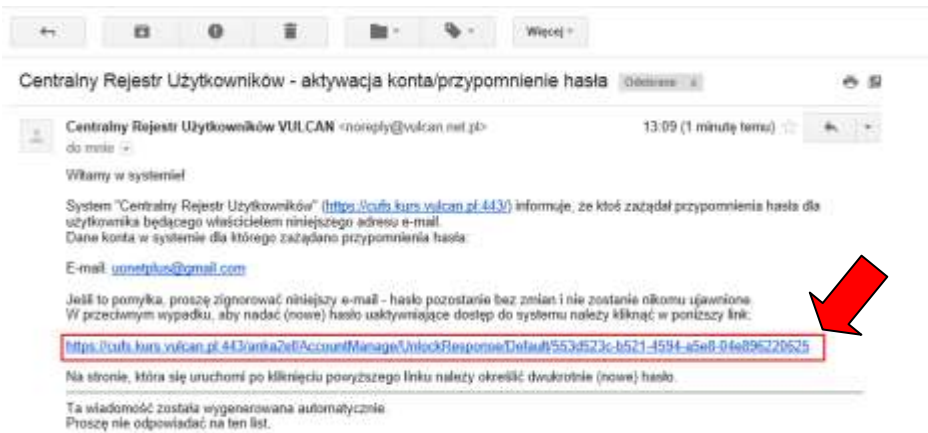 Więcej
Centralny Rejestr Użytkowników - aktywacja konta/przypomnienie hasła Odebrane x
Centralny Rejestr Użytkowników VULCAN <noreply@vulcan.net.pl> 13:09 (1 minutę temu)
do mnie
Witamy w systemie!
System "Centralny Rejestr Użytkowników" (https://cufs.kurs.vulcan.pl:443/) informuje, że ktoś zażądał przypomnienia hasła dla
użytkownika będącego właścicielem niniejszego adresu e-mail.
Dane konta w systemie dla którego zażądano przypomnienia hasła:
E-mail: uonetplus@gmail.com
Jeśli to pomyłka, proszę zignorować niniejszy e-mail - hasło pozostanie bez zmian i nie zostanie nikomu ujawnione.
W przeciwnym wypadku, aby nadać (nowe) hasło uaktywniające dostęp do systemu należy kliknąć w poniższy link:
https://cufs.kurs.vulcan.pl:443/anka2ell/AccountManage/UnlockResponse/Default/553d523c-b521-4594-a5e8-04e896220625
Na stronie, która się uruchomi po kliknięciu powyższego linku należy określić dwukrotnie (nowe) hasło.
Ta wiadomość została wygenerowana automatycznie.
Proszę nie odpowiadać na ten list.